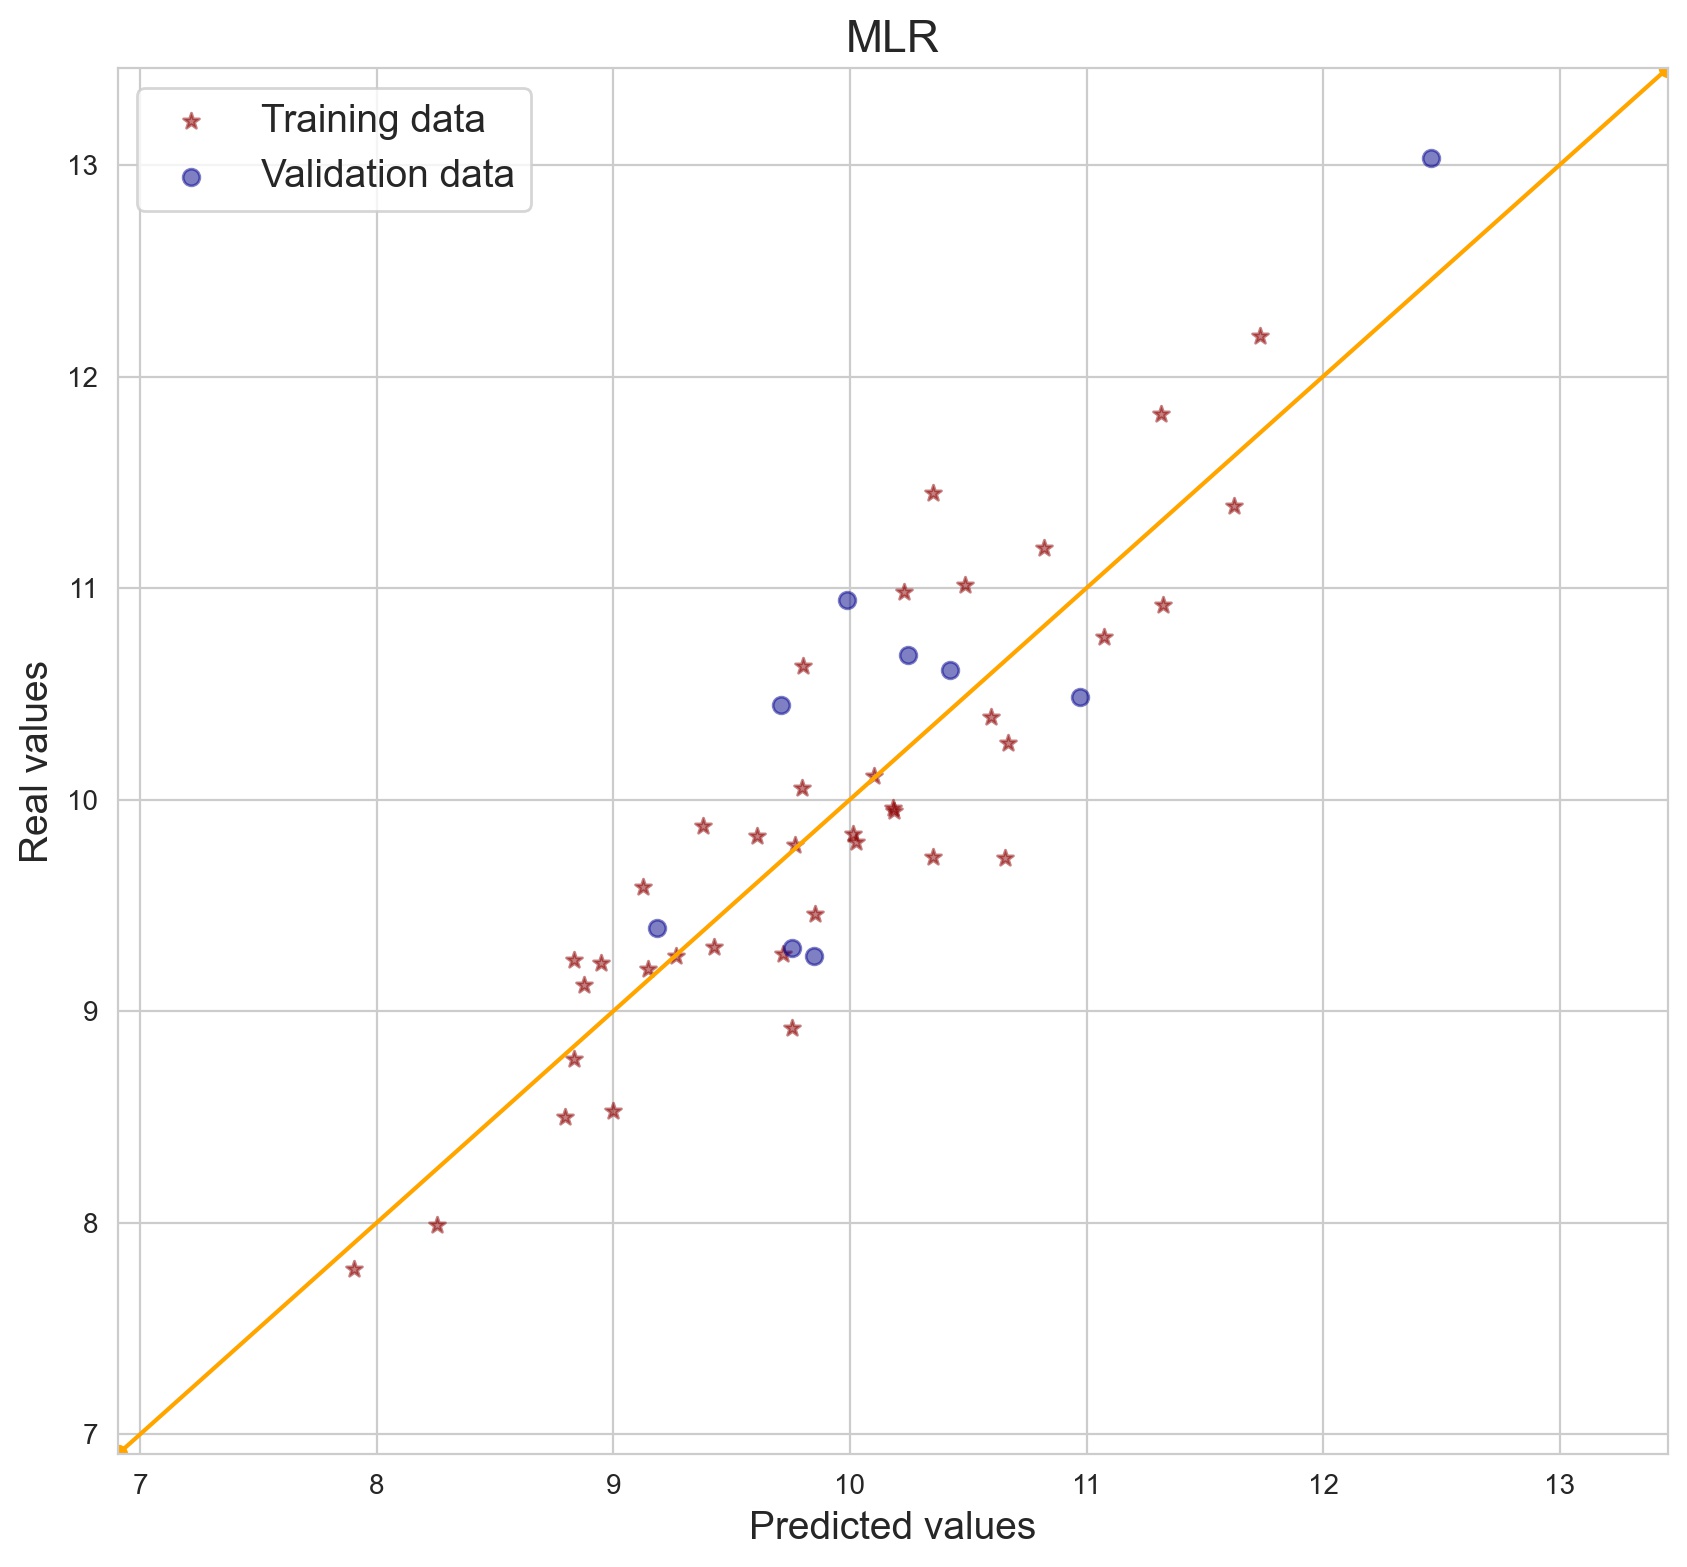 MLR
Training data
Validation data
13
12
11
10
9
8
7
Real values
7 8 9 10 11 12 13
Predicted values